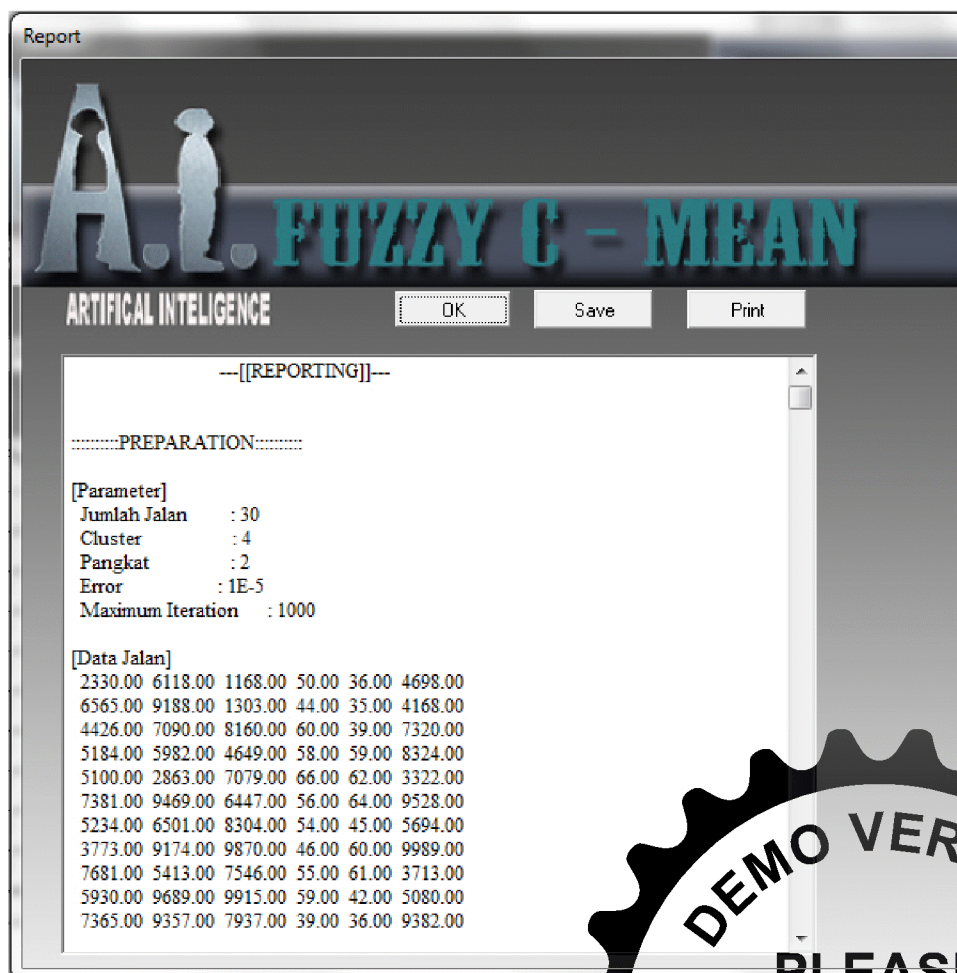 Report
A.I. FUZZY C - MEAN
ARTIFICAL INTELIGENCE
OK Save Print
---[[REPORTING]]---
::::::::::PREPARATION::::::::::
[Parameter]
Jumlah Jalan : 30
Cluster : 4
Pangkat : 2
Error : 1E-5
Maximum Iteration : 1000
[Data Jalan]
2330.00 6118.00 1168.00 50.00 36.00 4698.00
6565.00 9188.00 1303.00 44.00 35.00 4168.00
4426.00 7090.00 8160.00 60.00 39.00 7320.00
5184.00 5982.00 4649.00 58.00 59.00 8324.00
5100.00 2863.00 7079.00 66.00 62.00 3322.00
7381.00 9469.00 6447.00 56.00 64.00 9528.00
5234.00 6501.00 8304.00 54.00 45.00 5694.00
3773.00 9174.00 9870.00 46.00 60.00 9989.00
7681.00 5413.00 7546.00 55.00 61.00 3713.00
5930.00 9689.00 9915.00 59.00 42.00 5080.00
7365.00 9357.00 7937.00 39.00 36.00 9382.00
DEMO VER
PLEAS